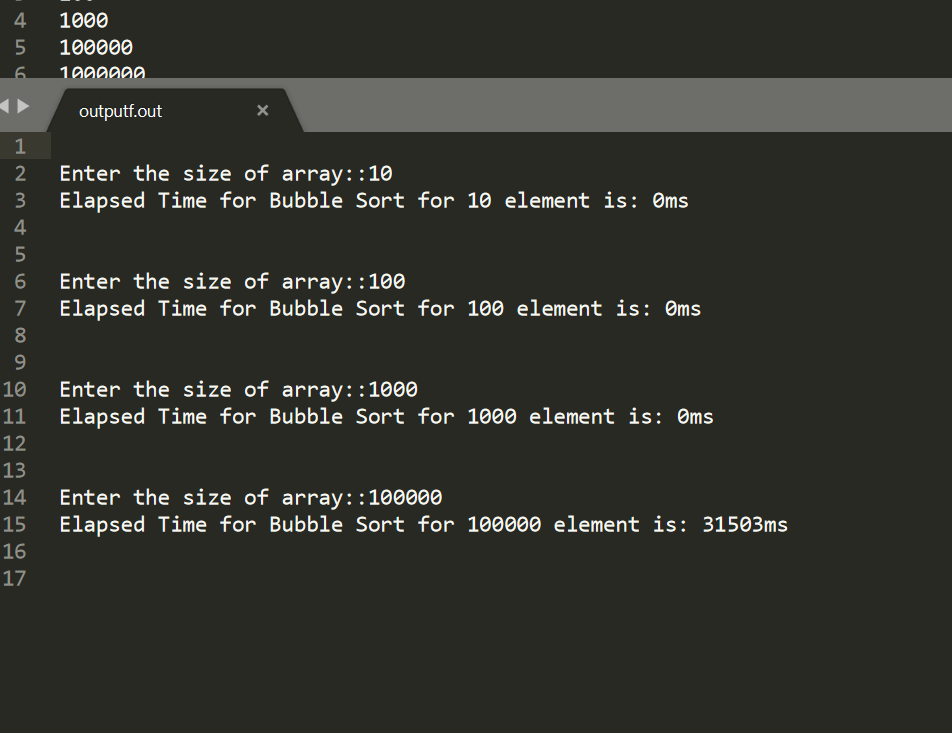 4 1000
5 100000
6 1000000
outputf.out ×
1
2 Enter the size of array::10
3 Elapsed Time for Bubble Sort for 10 element is: 0ms
4
5
6 Enter the size of array::100
7 Elapsed Time for Bubble Sort for 100 element is: 0ms
8
9
10 Enter the size of array::1000
11 Elapsed Time for Bubble Sort for 1000 element is: 0ms
12
13
14 Enter the size of array::100000
15 Elapsed Time for Bubble Sort for 100000 element is: 31503ms
16
17